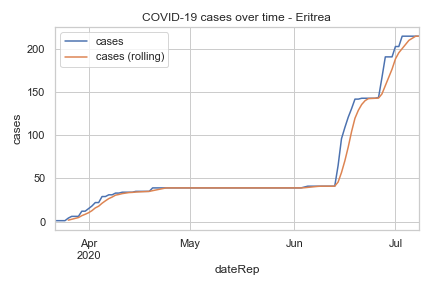 COVID-19 cases over time - Eritrea
cases
cases (rolling)
cases
200
150
100
50
0
Apr
2020
May
Jun
Jul
dateRep